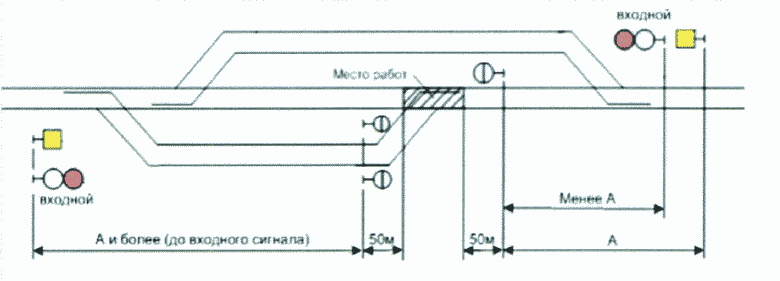 входной
Место работ
входной
Менее А
А и более (до входного сигнала)
50м
50м
А